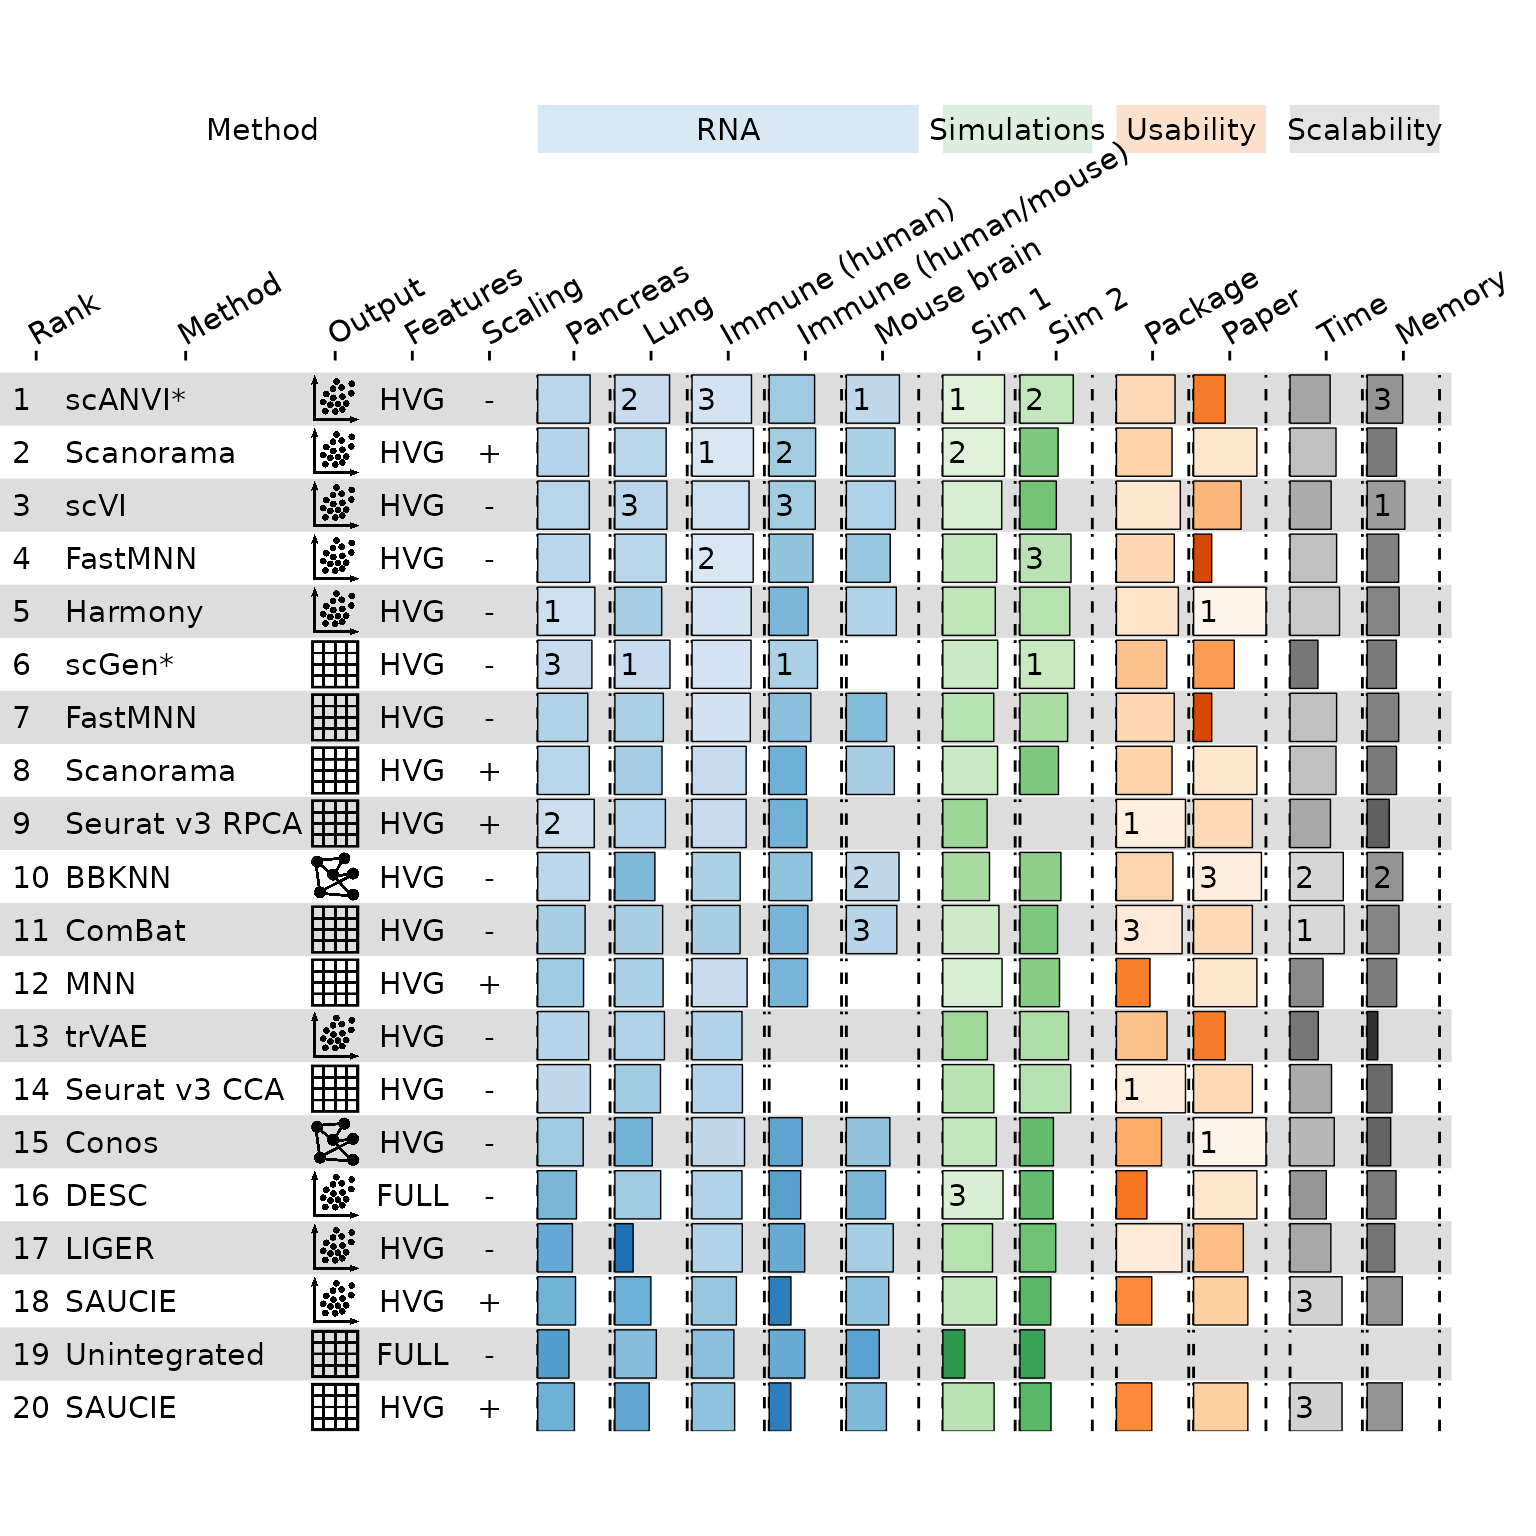 Method RNA Simulations Usability Scalability
Rank Method Output Features Scaling Pancreas Lung Immune (human) Immune (human/mouse) Mouse brain Sim 1 Sim 2 Package Paper Time Memory
1 scANVI* HVG - 2 3 1 1 2 3
2 Scanorama HVG + 1 2 2
3 scVI HVG - 3 3 1
4 FastMNN HVG - 2 3
5 Harmony HVG - 1 1
6 scGen* HVG - 3 1 1 1
7 FastMNN HVG -
8 Scanorama HVG +
9 Seurat v3 RPCA HVG + 2 1
10 BBKNN HVG - 2 3 2 2
11 ComBat HVG - 3 3 1
12 MNN HVG +
13 trVAE HVG -
14 Seurat v3 CCA HVG - 1
15 Conos HVG - 1
16 DESC FULL - 3
17 LIGER HVG -
18 SAUCIE HVG + 3
19 Unintegrated FULL -
20 SAUCIE HVG + 3